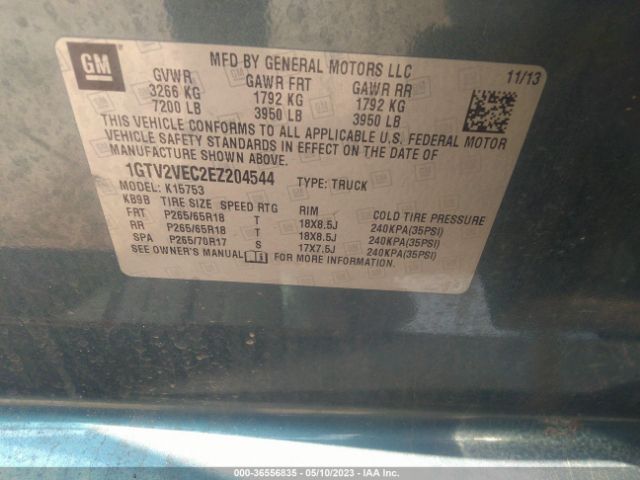 GM
MFD BY GENERAL MOTORS LLC
11/13
GVWR GAWR FRT GAWR RR
3266 KG 1792 KG 1792 KG
7200 LB 3950 LB 3950 LB
THIS VEHICLE CONFORMS TO ALL APPLICABLE U.S. FEDERAL MOTOR
VEHICLE SAFETY STANDARDS IN EFFECT ON THE DATE OF
MANUFACTURE SHOWN ABOVE.
1GTV2VEC2EZ204544 TYPE: TRUCK
MODEL: K15753
KB9B TIRE SIZE SPEED RTG RIM COLD TIRE PRESSURE
FRT P265/65R18 T 18X8.5J 240KPA(35PSI)
RR P265/65R18 T 18X8.5J 240KPA(35PSI)
SPA P265/70R17 S 17X7.5J 240KPA(35PSI)
SEE OWNER'S MANUAL FOR MORE INFORMATION.
000-36556835 - 05/10/2023 - IAA Inc.